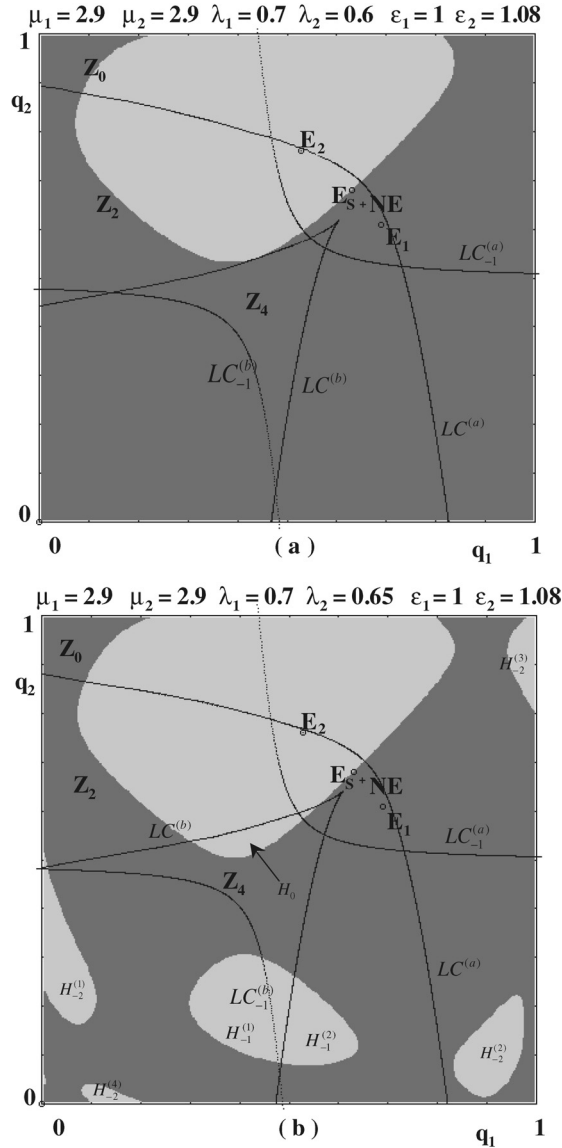 μ₁ = 2.9 μ₂ = 2.9 λ₁ = 0.7 λ₂ = 0.6 ε₁ = 1 ε₂ = 1.08
1
Z₀
q₂
E₂
Z₂
E_S + NE
E₁
LC₋₁⁽ᵃ⁾
Z₄
LC₋₁⁽ᵇ⁾
LC⁽ᵇ⁾
LC⁽ᵃ⁾
0
0 ( a ) q₁ 1
μ₁ = 2.9 μ₂ = 2.9 λ₁ = 0.7 λ₂ = 0.65 ε₁ = 1 ε₂ = 1.08
1
Z₀
H₋₂⁽³⁾
q₂
E₂
E_S + NE
Z₂
E₁
LC⁽ᵇ⁾
LC₋₁⁽ᵃ⁾
Z₄
H₀
LC⁽ᵃ⁾
H₋₂⁽¹⁾
LC₋₁⁽ᵇ⁾
H₋₁⁽¹⁾ H₋₁⁽²⁾
H₋₂⁽²⁾
H₋₂⁽⁴⁾
0
0 ( b ) q₁ 1